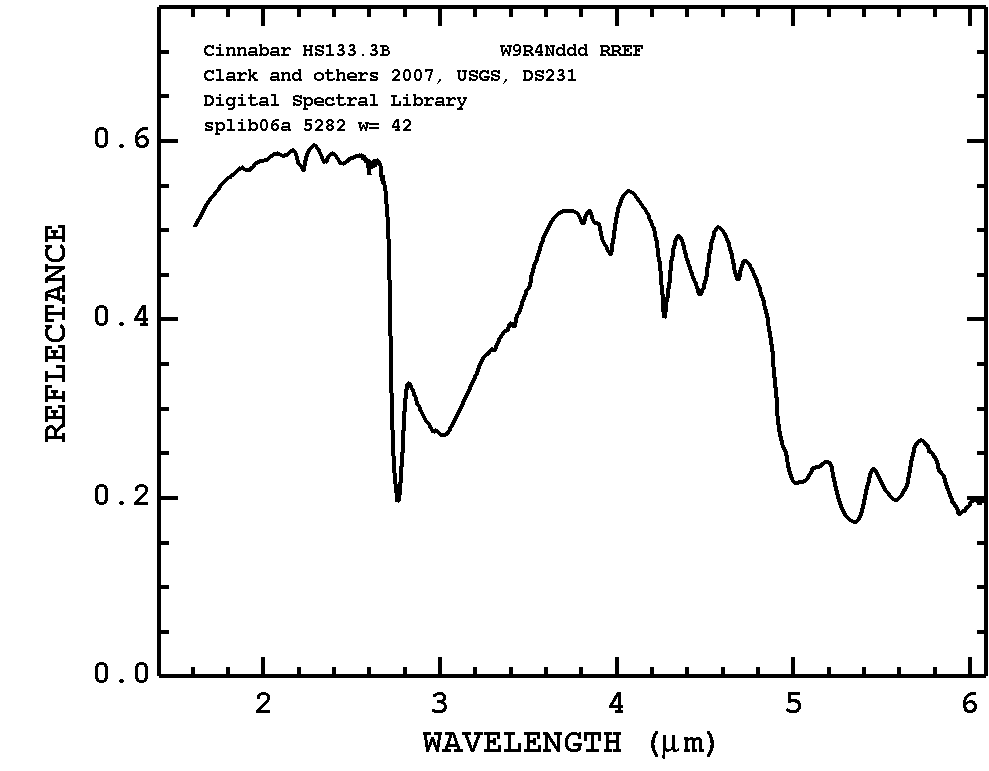 Cinnabar HS133.3B W9R4Nddd RREF
Clark and others 2007, USGS, DS231
Digital Spectral Library
splib06a 5282 w= 42
REFLECTANCE
0.6
0.4
0.2
0.0
2 3 4 5 6
WAVELENGTH (μm)